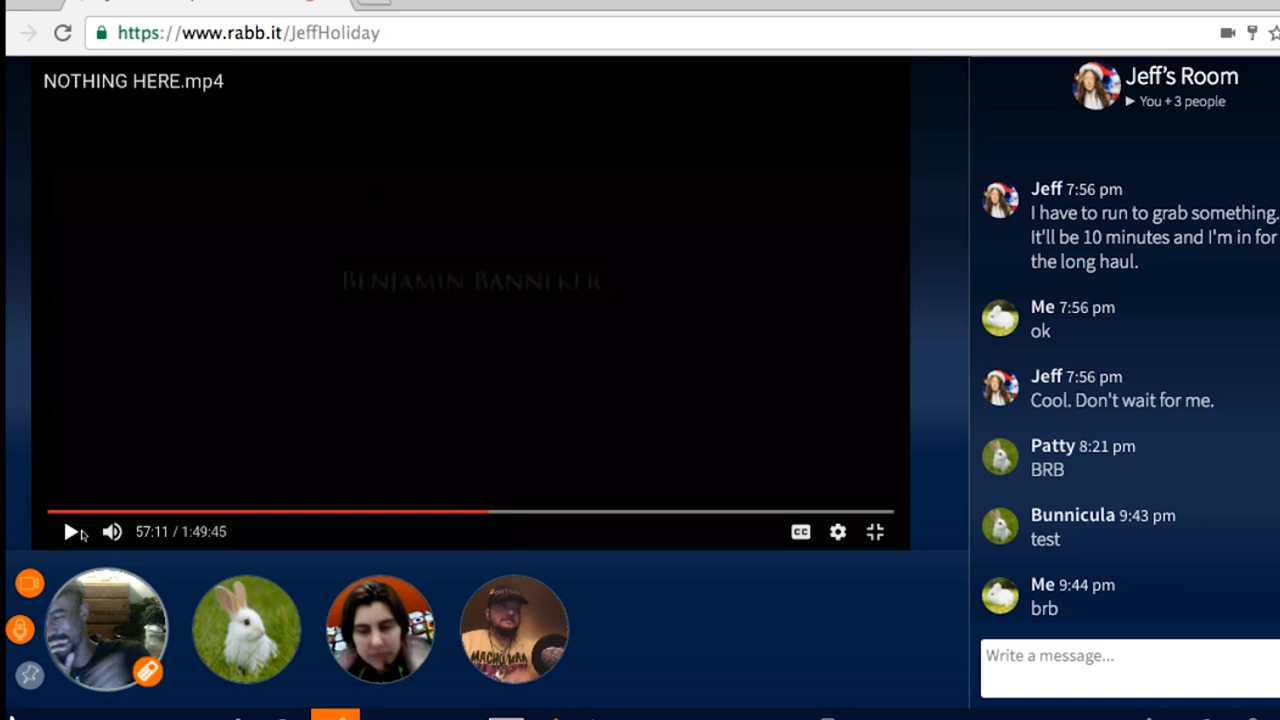 https://www.rabb.it/JeffHoliday
NOTHING HERE.mp4
BENJAMIN BANNEKER
57:11 / 1:49:45
CC
Jeff's Room
You + 3 people
Jeff 7:56 pm
I have to run to grab something.
It'll be 10 minutes and I'm in for
the long haul.
Me 7:56 pm
ok
Jeff 7:56 pm
Cool. Don't wait for me.
Patty 8:21 pm
BRB
Bunnicula 9:43 pm
test
Me 9:44 pm
brb
Write a message...